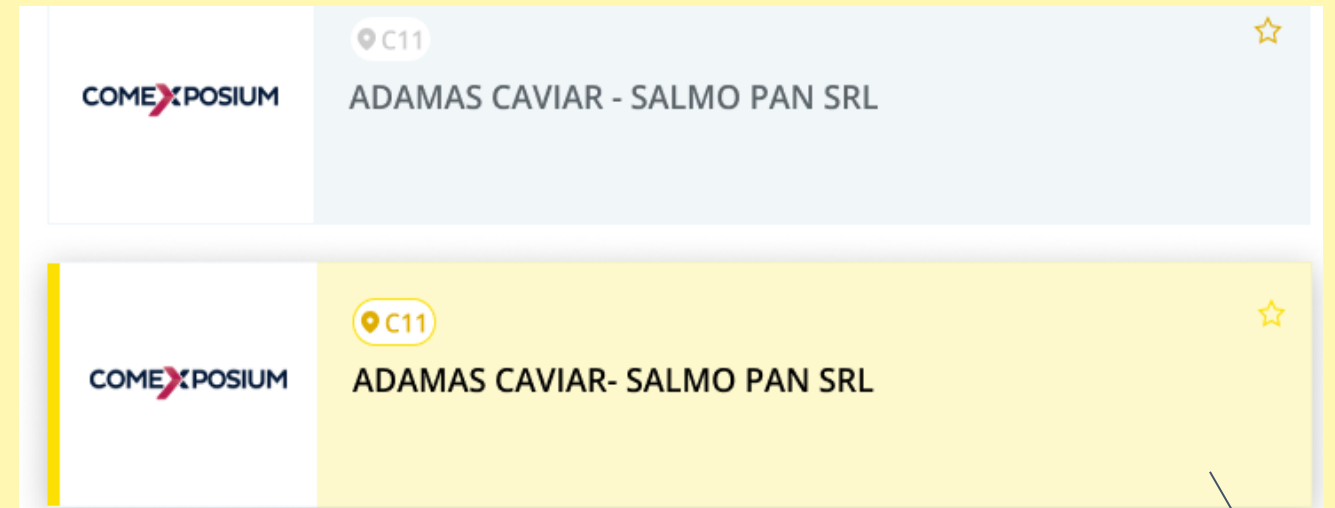 C11
COMEXPOSIUM
ADAMAS CAVIAR - SALMO PAN SRL
C11
COMEXPOSIUM
ADAMAS CAVIAR- SALMO PAN SRL